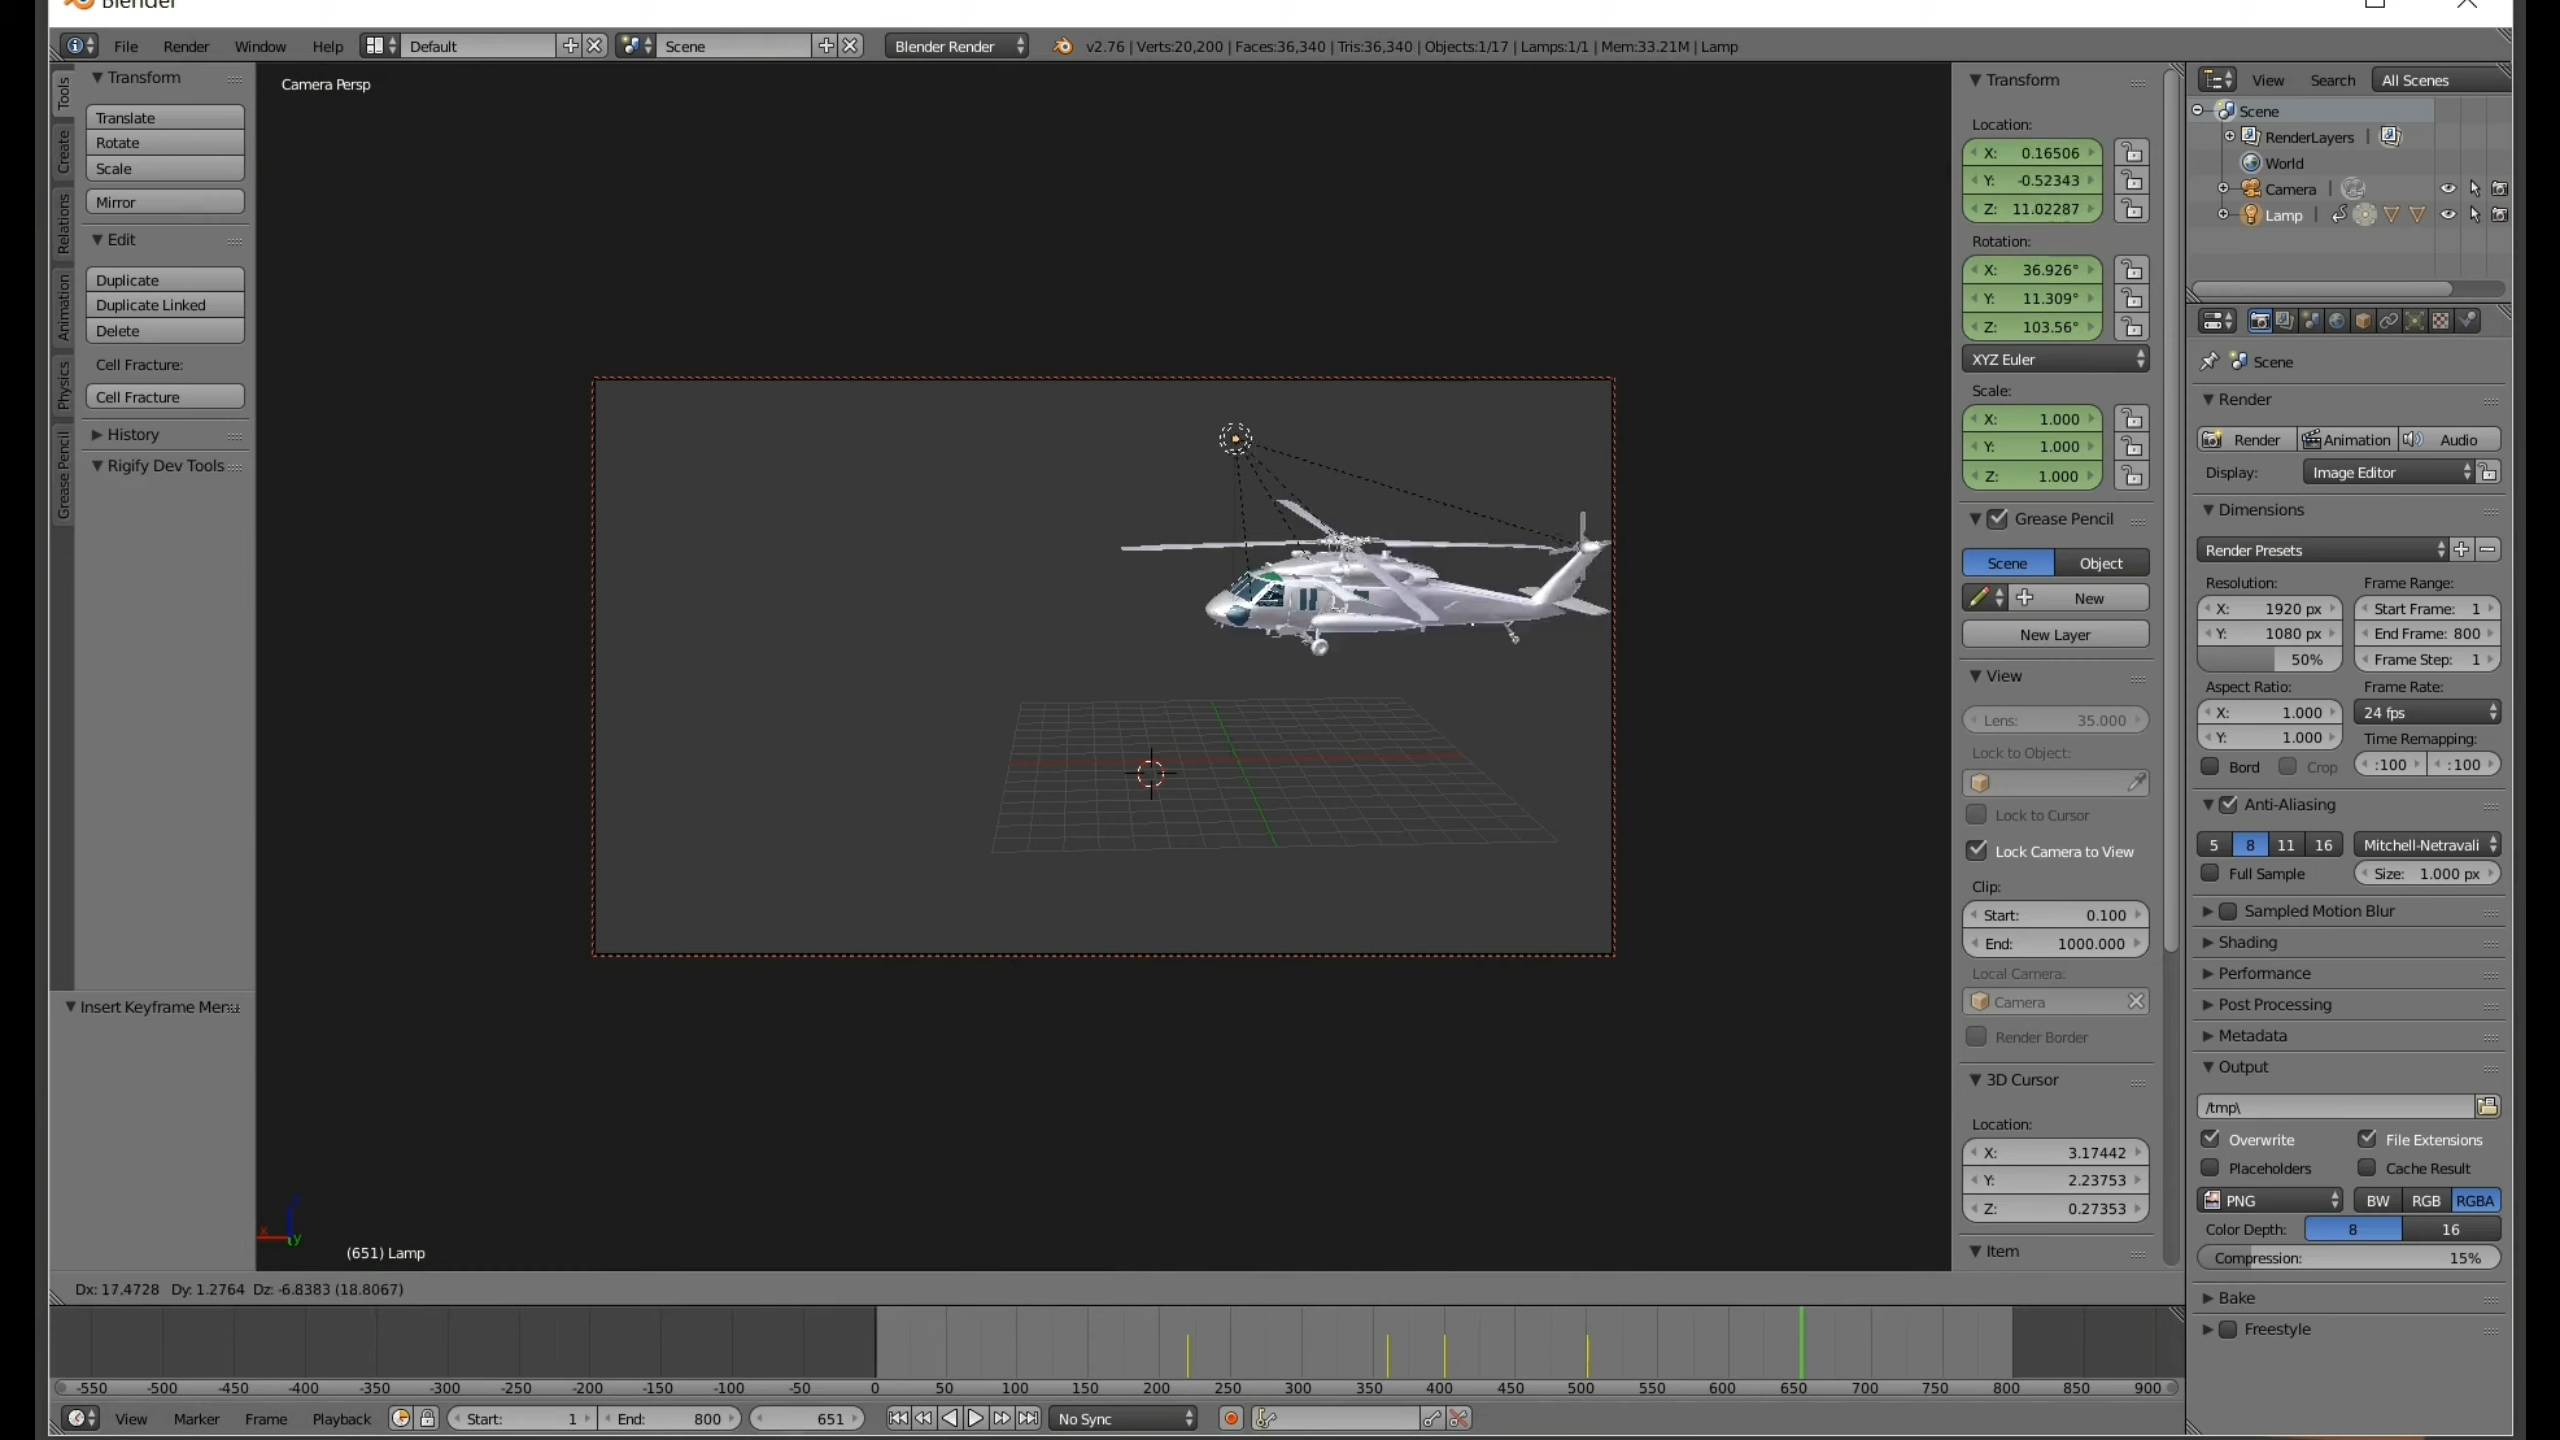 Blender
File Render Window Help Default Scene Blender Render v2.76 | Verts:20,200 | Faces:36,340 | Tris:36,340 | Objects:1/17 | Lamps:1/1 | Mem:33.21M | Lamp
Tools
Create
Relations
Animation
Physics
Grease Pencil
Transform
Translate
Rotate
Scale
Mirror
Edit
Duplicate
Duplicate Linked
Delete
Cell Fracture:
Cell Fracture
History
Rigify Dev Tools
Insert Keyframe Menu
Camera Persp
x
y
(651) Lamp
Dx: 17.4728 Dy: 1.2764 Dz: -6.8383 (18.8067)
Transform
Location:
X: 0.16506
Y: -0.52343
Z: 11.02287
Rotation:
X: 36.926°
Y: 11.309°
Z: 103.56°
XYZ Euler
Scale:
X: 1.000
Y: 1.000
Z: 1.000
Grease Pencil
Scene Object
New
New Layer
View
Lens: 35.000
Lock to Object:
Lock to Cursor
Lock Camera to View
Clip:
Start: 0.100
End: 1000.000
Local Camera:
Camera
Render Border
3D Cursor
Location:
X: 3.17442
Y: 2.23753
Z: 0.27353
Item
View Search All Scenes
Scene
RenderLayers |
World
Camera |
Lamp |
Scene
Render
Render Animation Audio
Display: Image Editor
Dimensions
Render Presets
Resolution: Frame Range:
X: 1920 px Start Frame: 1
Y: 1080 px End Frame: 800
50% Frame Step: 1
Aspect Ratio: Frame Rate:
X: 1.000 24 fps
Y: 1.000 Time Remapping:
Bord Crop :100 :100
Anti-Aliasing
5 8 11 16 Mitchell-Netravali
Full Sample Size: 1.000 px
Sampled Motion Blur
Shading
Performance
Post Processing
Metadata
Output
/tmp\
Overwrite File Extensions
Placeholders Cache Result
PNG BW RGB RGBA
Color Depth: 8 16
Compression: 15%
Bake
Freestyle
-550 -500 -450 -400 -350 -300 -250 -200 -150 -100 -50 0 50 100 150 200 250 300 350 400 450 500 550 600 650 700 750 800 850 900
View Marker Frame Playback Start: 1 End: 800 651 No Sync